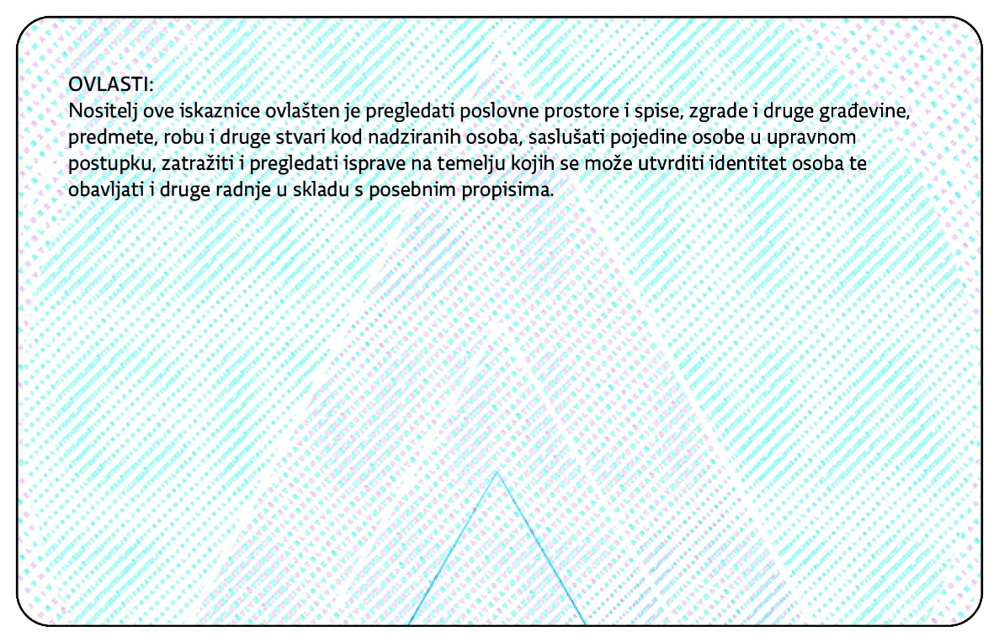 OVLASTI:
Nositelj ove iskaznice ovlašten je pregledati poslovne prostore i spise, zgrade i druge građevine,
predmete, robu i druge stvari kod nadziranih osoba, saslušati pojedine osobe u upravnom
postupku, zatražiti i pregledati isprave na temelju kojih se može utvrditi identitet osoba te
obavljati i druge radnje u skladu s posebnim propisima.